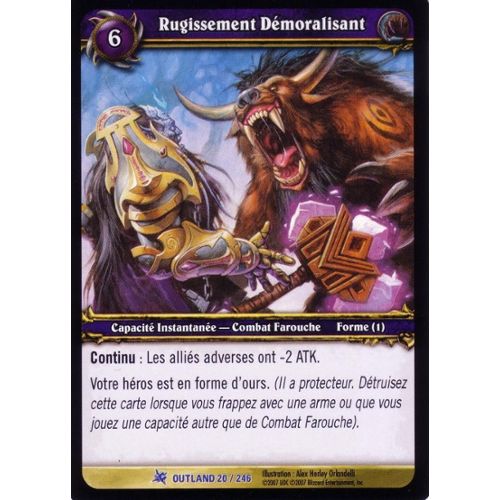 6
Rugissement Démoralisant
Capacité Instantanée — Combat Farouche Forme (1)
Continu : Les alliés adverses ont -2 ATK.
Votre héros est en forme d'ours. (Il a protecteur. Détruisez
cette carte lorsque vous frappez avec une arme ou que vous
jouez une capacité autre que de Combat Farouche).
OUTLAND 20 / 246
Illustration : Alex Horley Orlandelli
©2007 UDC ©2007 Blizzard Entertainment, Inc.